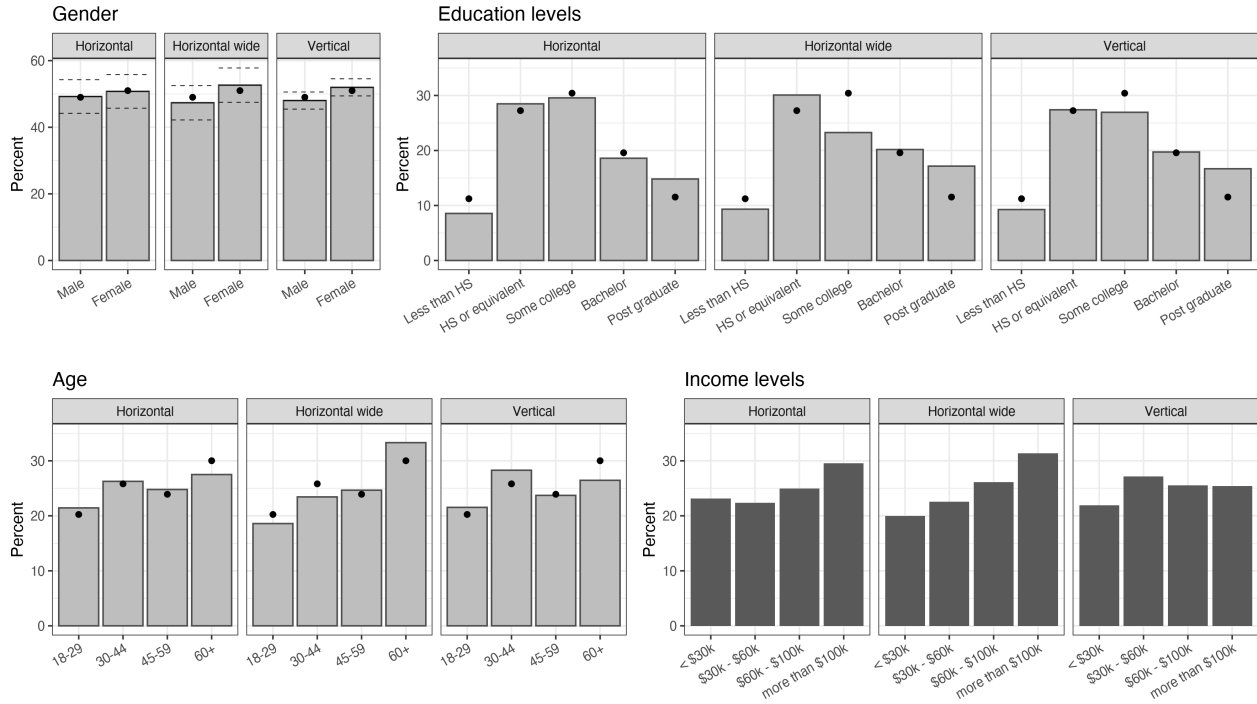 Gender
Horizontal
Horizontal wide
Vertical
Percent
60
40
20
0
Male
Female
Male
Female
Male
Female
Education levels
Horizontal
Horizontal wide
Vertical
Percent
30
20
10
0
Less than HS
HS or equivalent
Some college
Bachelor
Post graduate
Less than HS
HS or equivalent
Some college
Bachelor
Post graduate
Less than HS
HS or equivalent
Some college
Bachelor
Post graduate
Age
Horizontal
Horizontal wide
Vertical
Percent
30
20
10
0
18-29
30-44
45-59
60+
18-29
30-44
45-59
60+
18-29
30-44
45-59
60+
Income levels
Horizontal
Horizontal wide
Vertical
Percent
30
20
10
0
< $30k
$30k - $60k
$60k - $100k
more than $100k
< $30k
$30k - $60k
$60k - $100k
more than $100k
< $30k
$30k - $60k
$60k - $100k
more than $100k